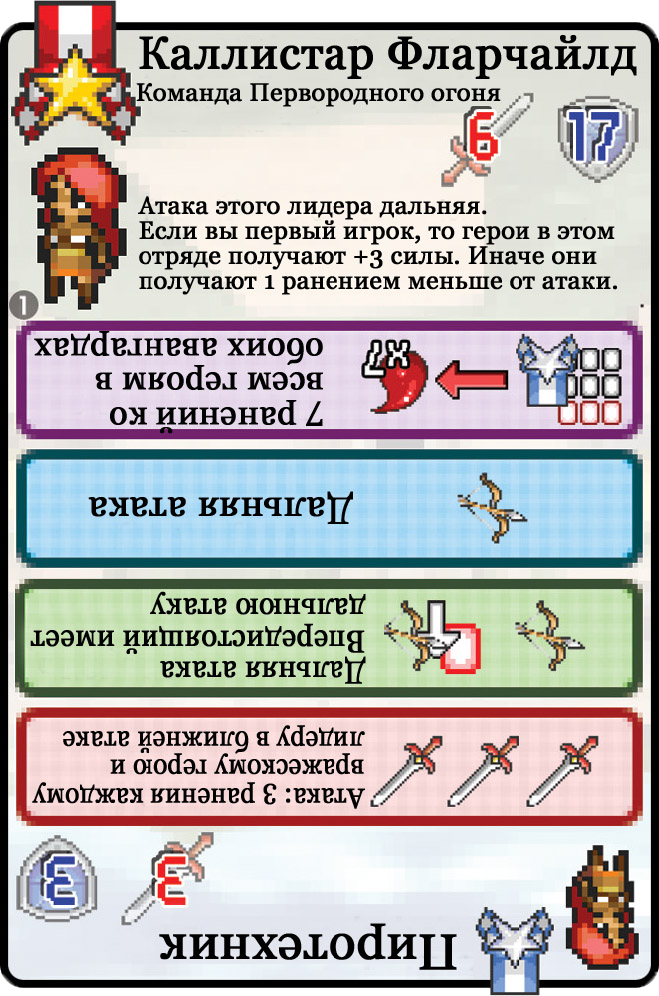 Каллистар Фларчайлд
Команда Первородного огоня
6
17
Атака этого лидера дальняя.
Если вы первый игрок, то герои в этом
отряде получают +3 силы. Иначе они
получают 1 ранением меньше от атаки.
1
Пиротехник
3
3
Атака: 3 ранения каждому
вражескому герою и
лидеру в ближней атаке
Дальняя атака
Впередистоящий имеет
дальнюю атаку
Дальняя атака
X7
7 ранений ко
всем героям в
обоих авангардах